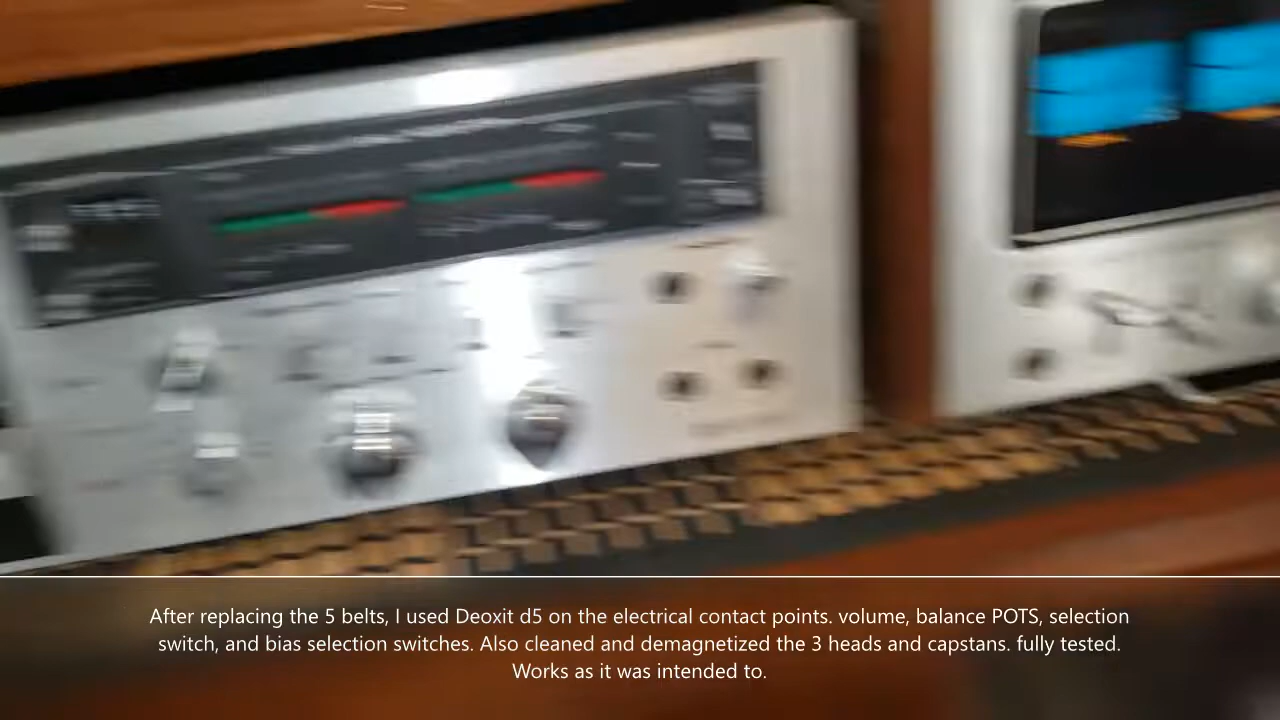 After replacing the 5 belts, I used Deoxit d5 on the electrical contact points. volume, balance POTS, selection
switch, and bias selection switches. Also cleaned and demagnetized the 3 heads and capstans. fully tested.
Works as it was intended to.